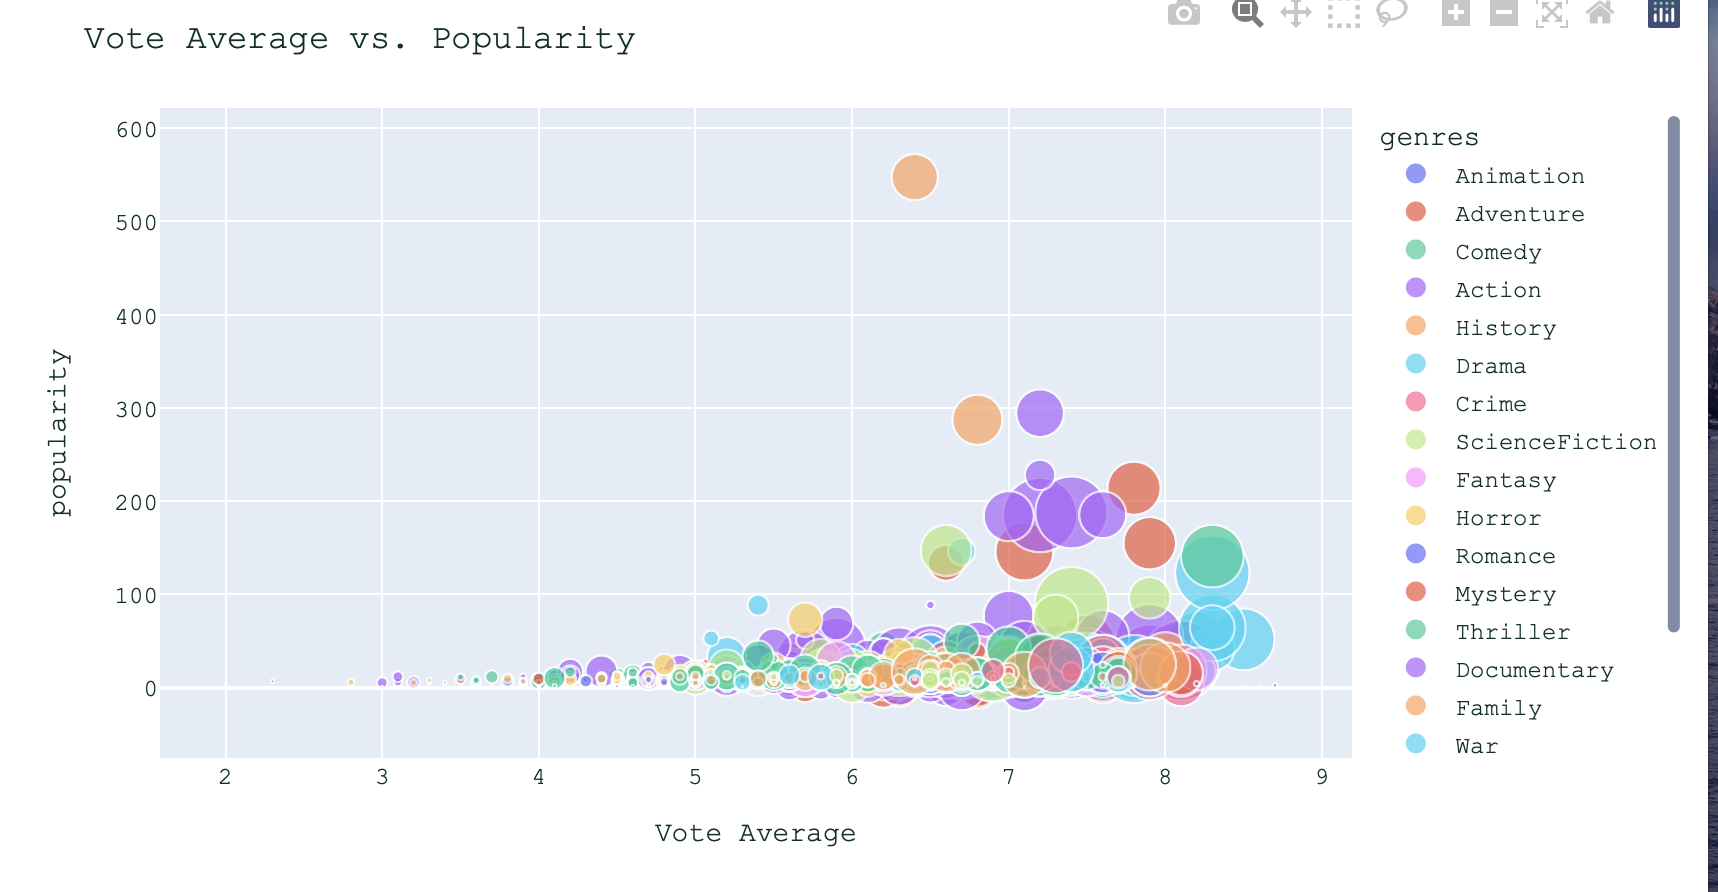 Vote Average vs. Popularity
600
500
400
300
200
100
0
popularity
2 3 4 5 6 7 8 9
Vote Average
genres
Animation
Adventure
Comedy
Action
History
Drama
Crime
ScienceFiction
Fantasy
Horror
Romance
Mystery
Thriller
Documentary
Family
War